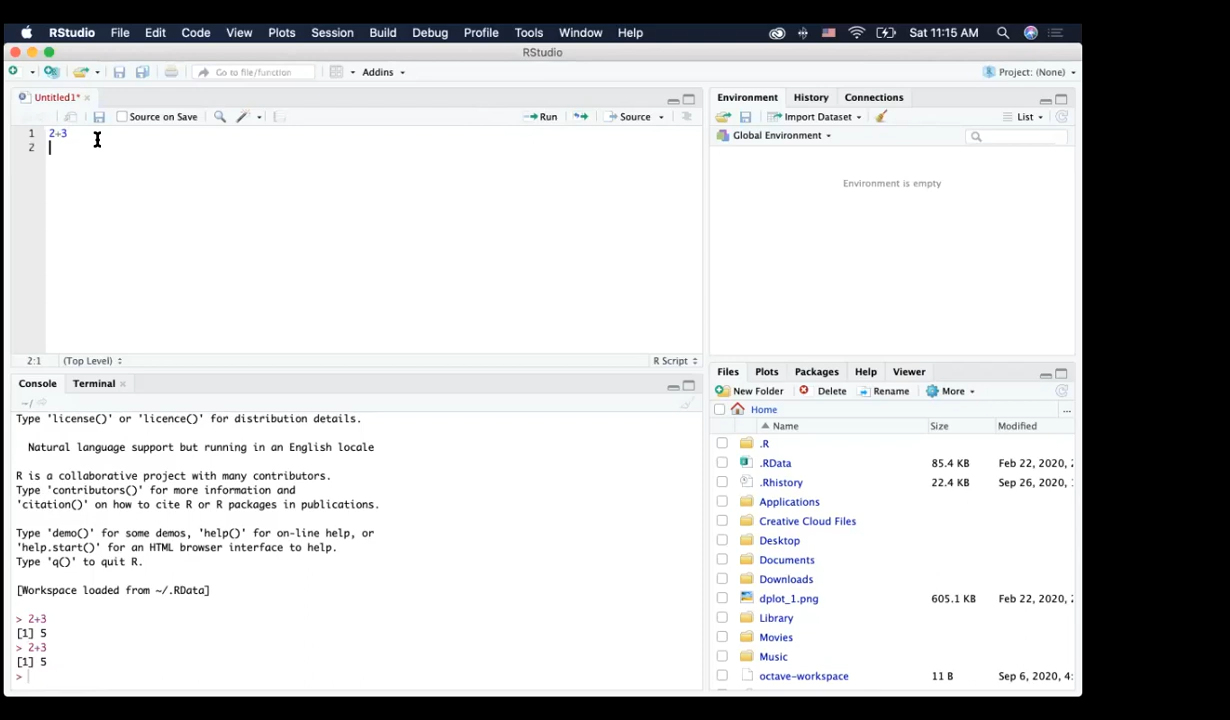 RStudio File Edit Code View Plots Session Build Debug Profile Tools Window Help Sat 11:15 AM
RStudio
Go to file/function Addins Project: (None)
Untitled1* ×
Source on Save Run Source
1 2+3
2
2:1 (Top Level) R Script
Console Terminal ×
~/
Type 'license()' or 'licence()' for distribution details.
Natural language support but running in an English locale
R is a collaborative project with many contributors.
Type 'contributors()' for more information and
'citation()' on how to cite R or R packages in publications.
Type 'demo()' for some demos, 'help()' for on-line help, or
'help.start()' for an HTML browser interface to help.
Type 'q()' to quit R.
[Workspace loaded from ~/.RData]
> 2+3
[1] 5
> 2+3
[1] 5
>
Environment History Connections
Import Dataset List
Global Environment
Environment is empty
Files Plots Packages Help Viewer
New Folder Delete Rename More
Home ...
Name Size Modified
.R
.RData 85.4 KB Feb 22, 2020,
.Rhistory 22.4 KB Sep 26, 2020,
Applications
Creative Cloud Files
Desktop
Documents
Downloads
dplot_1.png 605.1 KB Feb 22, 2020,
Library
Movies
Music
octave-workspace 11 B Sep 6, 2020, 4: